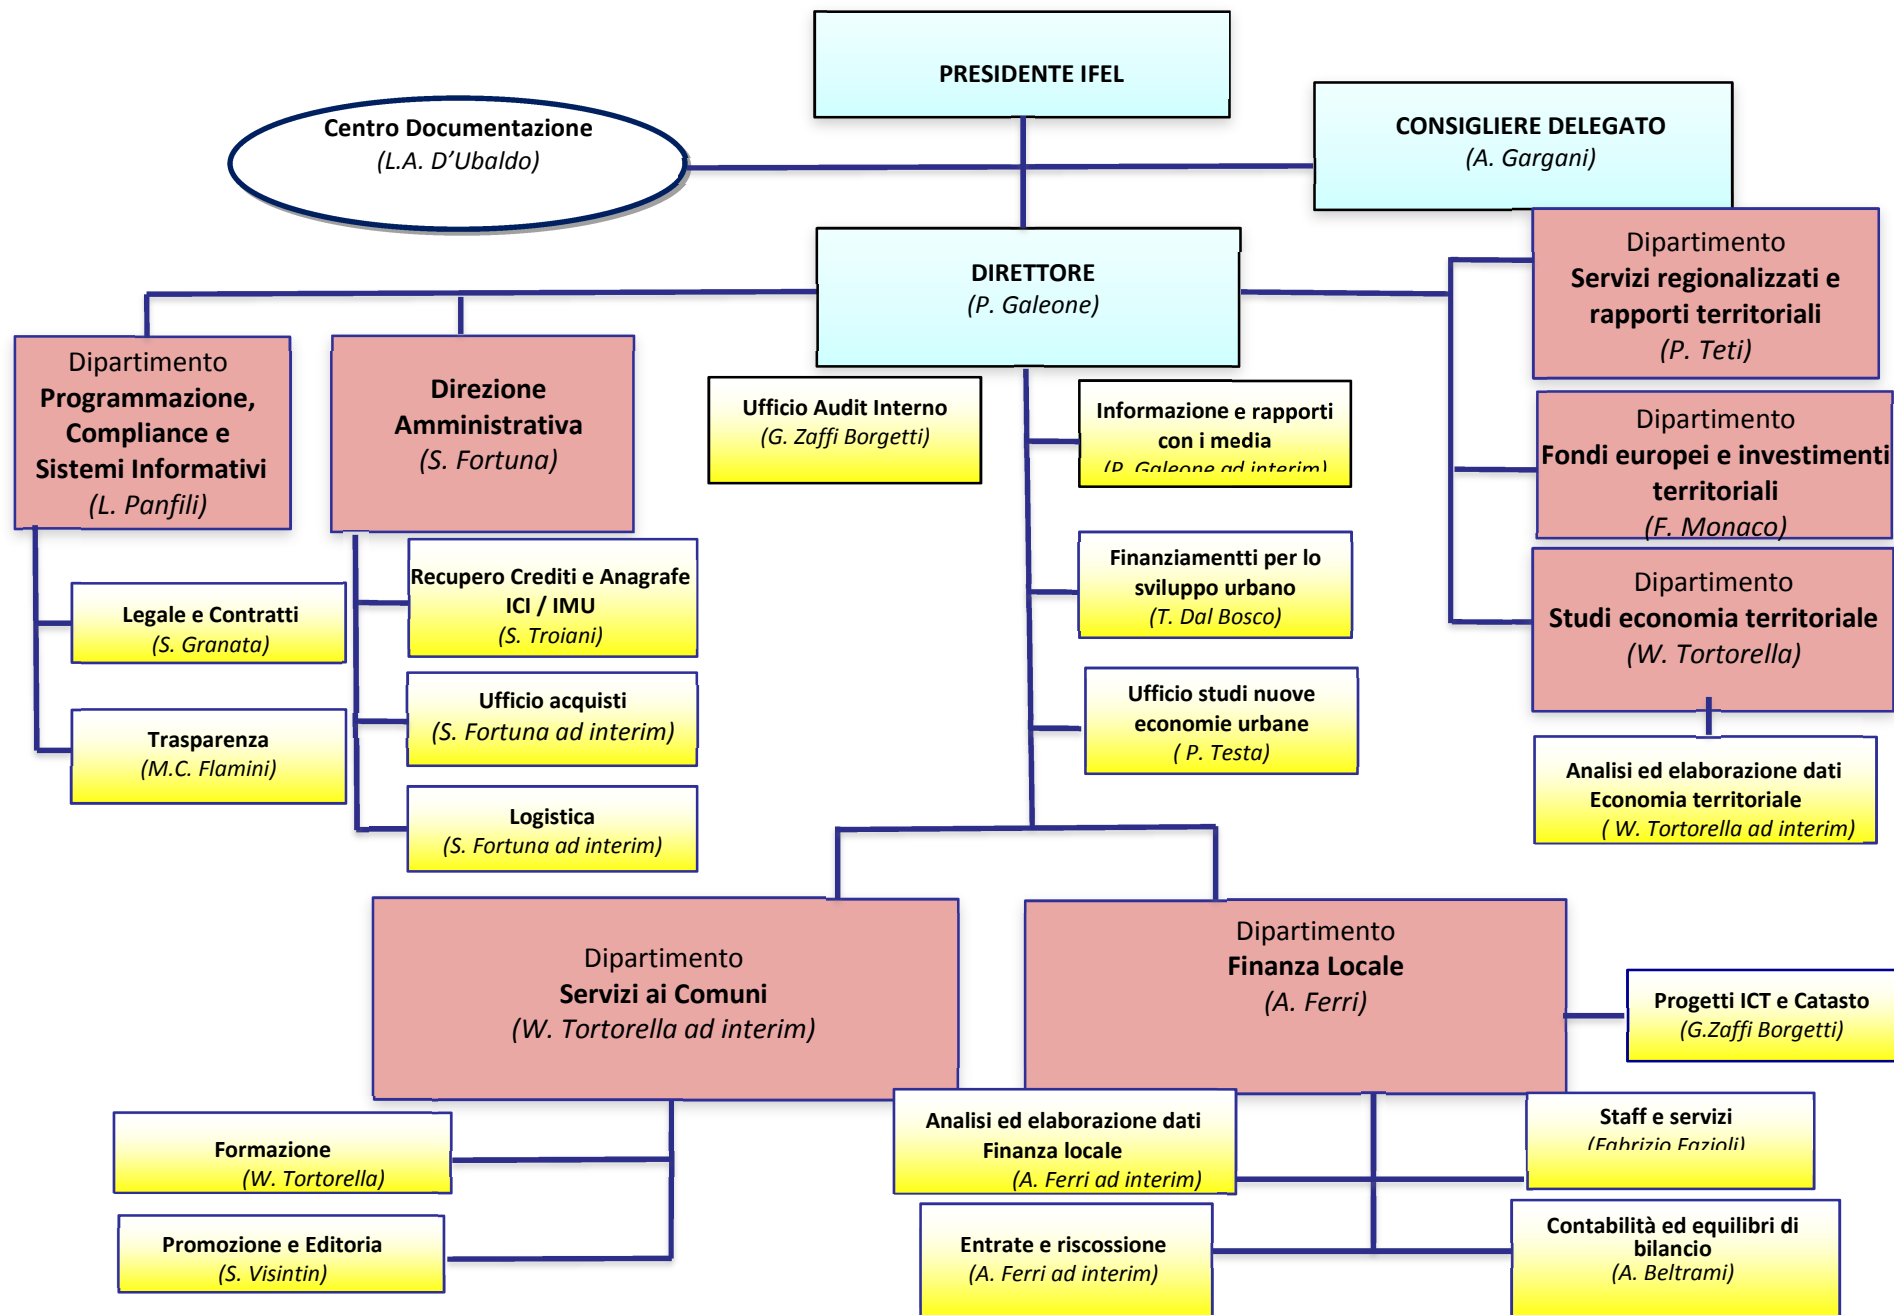 PRESIDENTE IFEL
Centro Documentazione
(L.A. D'Ubaldo)
CONSIGLIERE DELEGATO
(A. Gargani)
DIRETTORE
(P. Galeone)
Dipartimento
Servizi regionalizzati e
rapporti territoriali
(P. Teti)
Dipartimento
Programmazione,
Compliance e
Sistemi Informativi
(L. Panfili)
Direzione
Amministrativa
(S. Fortuna)
Ufficio Audit Interno
(G. Zaffi Borgetti)
Informazione e rapporti
con i media
(P. Galeone ad interim)
Dipartimento
Fondi europei e investimenti
territoriali
(F. Monaco)
Recupero Crediti e Anagrafe
ICI / IMU
(S. Troiani)
Finanziamentti per lo
sviluppo urbano
(T. Dal Bosco)
Dipartimento
Studi economia territoriale
(W. Tortorella)
Legale e Contratti
(S. Granata)
Ufficio acquisti
(S. Fortuna ad interim)
Ufficio studi nuove
economie urbane
( P. Testa)
Trasparenza
(M.C. Flamini)
Analisi ed elaborazione dati
Economia territoriale
( W. Tortorella ad interim)
Logistica
(S. Fortuna ad interim)
Dipartimento
Servizi ai Comuni
(W. Tortorella ad interim)
Dipartimento
Finanza Locale
(A. Ferri)
Progetti ICT e Catasto
(G.Zaffi Borgetti)
Formazione
(W. Tortorella)
Analisi ed elaborazione dati
Finanza locale
(A. Ferri ad interim)
Staff e servizi
(Fabrizio Fazioli)
Promozione e Editoria
(S. Visintin)
Entrate e riscossione
(A. Ferri ad interim)
Contabilità ed equilibri di
bilancio
(A. Beltrami)